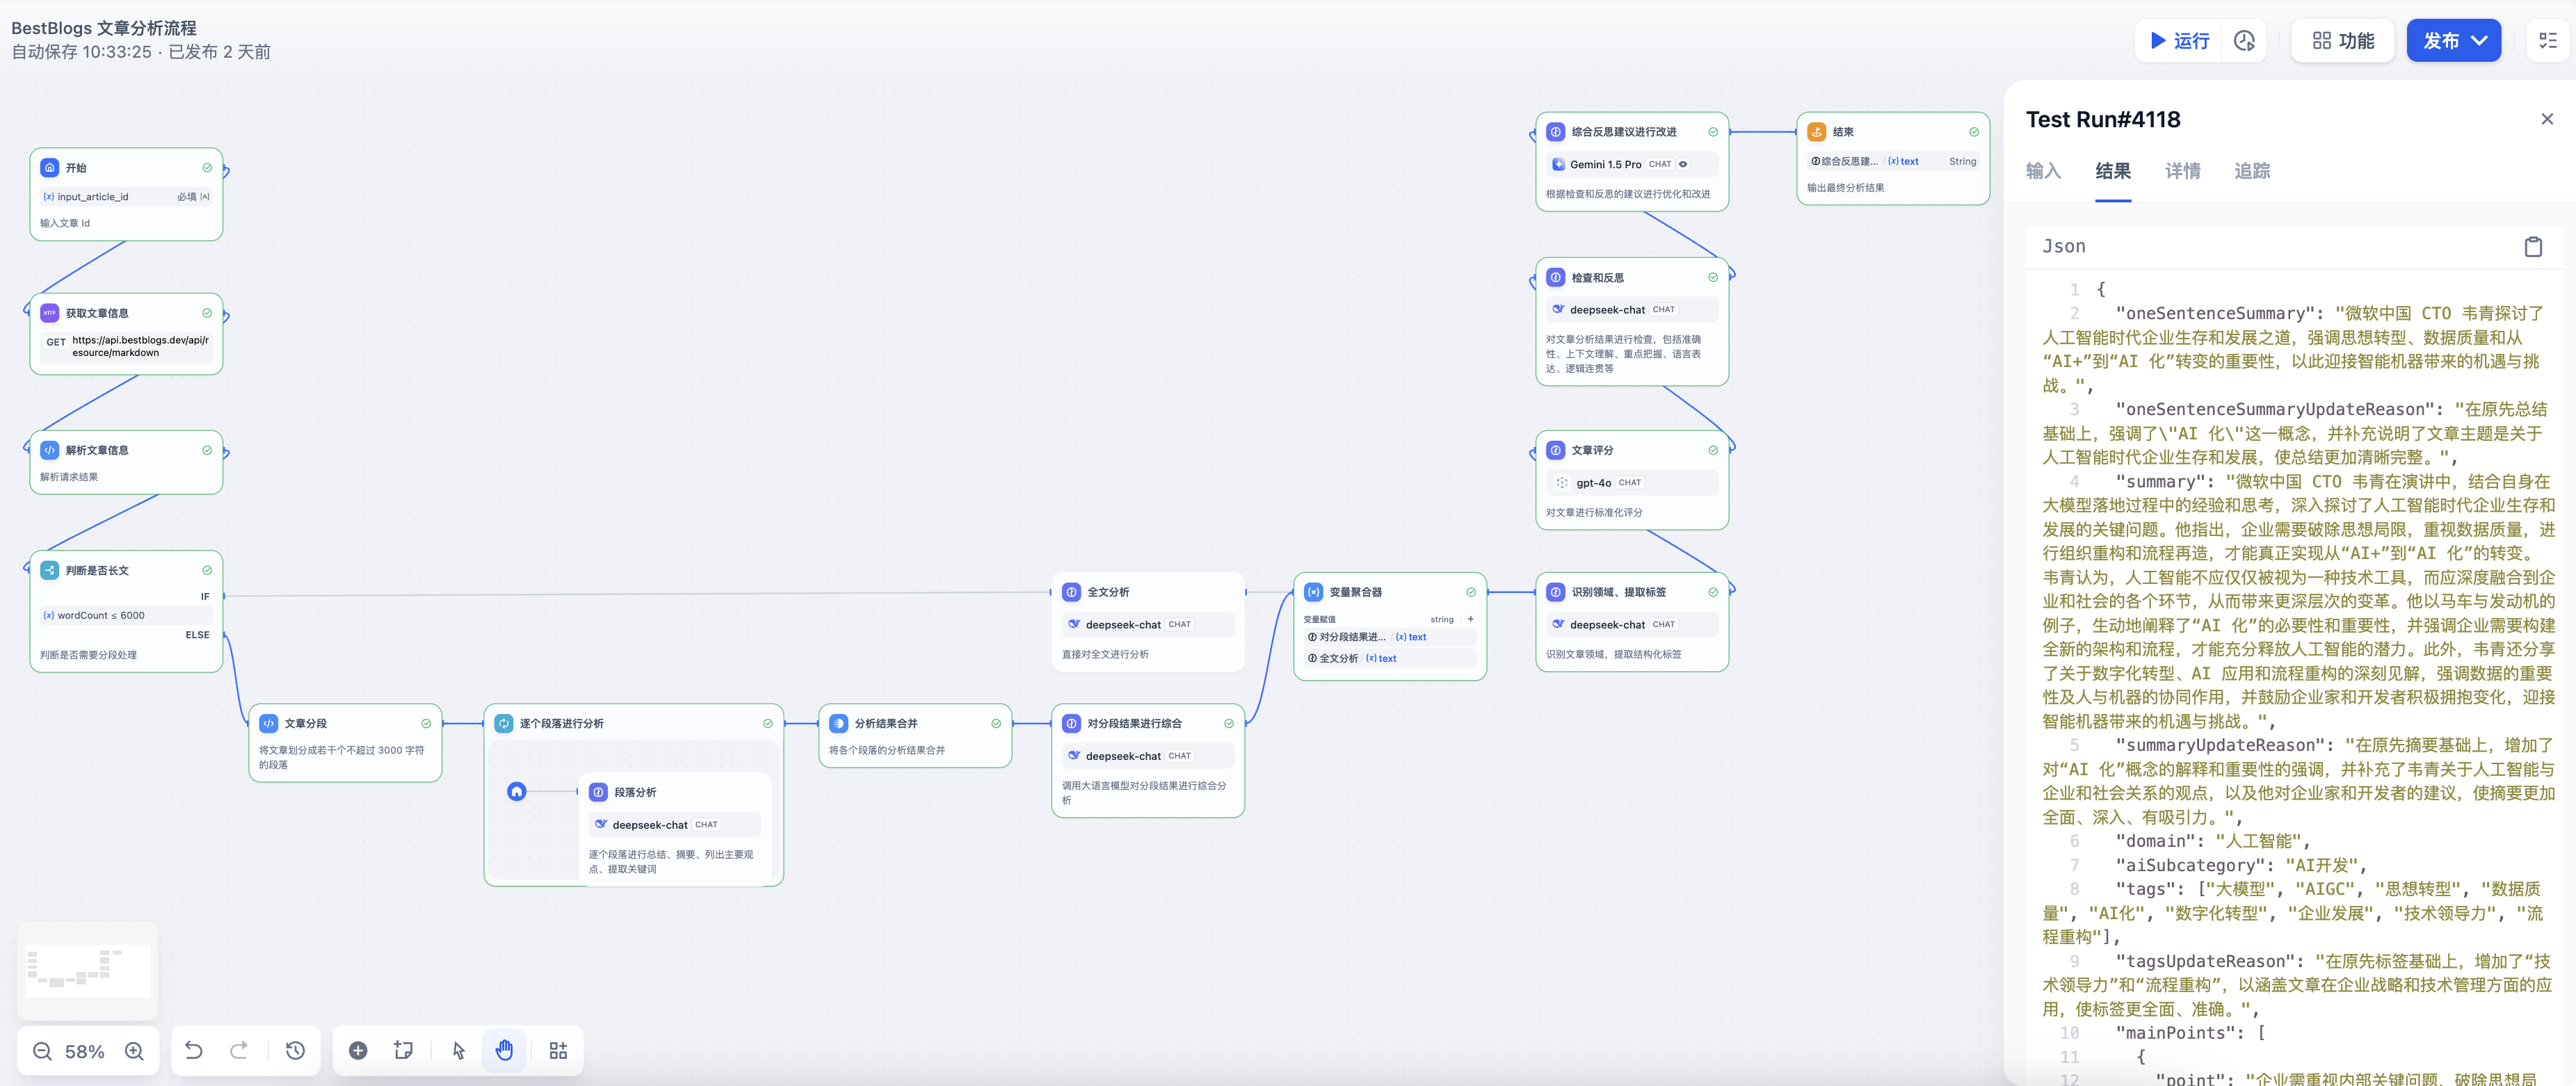 BestBlogs 文章分析流程
自动保存 10:33:25 · 已发布 2 天前
运行
功能
发布
开始
{x} input_article_id 必填
输入文章 Id
HTTP 获取文章信息
GET https://api.bestblogs.dev/api/r
esource/markdown
解析文章信息
解析请求结果
判断是否长文
IF
{x} wordCount ≤ 6000
ELSE
判断是否需要分段处理
文章分段
将文章划分成若干个不超过 3000 字符
的段落
逐个段落进行分析
段落分析
deepseek-chat CHAT
逐个段落进行总结、摘要、列出主要观
点、提取关键词
分析结果合并
将各个段落的分析结果合并
对分段结果进行综合
deepseek-chat CHAT
调用大语言模型对分段结果进行综合分
析
全文分析
deepseek-chat CHAT
直接对全文进行分析
变量聚合器
变量赋值 string +
对分段结果进... / {x} text
全文分析 / {x} text
识别领域、提取标签
deepseek-chat CHAT
识别文章领域，提取结构化标签
文章评分
gpt-4o CHAT
对文章进行标准化评分
检查和反思
deepseek-chat CHAT
对文章分析结果进行检查，包括准确
性、上下文理解、重点把握、语言表
达、逻辑连贯等
综合反思建议进行改进
Gemini 1.5 Pro CHAT
根据检查和反思的建议进行优化和改进
结束
综合反思建... / {x} text String
输出最终分析结果
58%
Test Run#4118
输入 结果 详情 追踪
Json
1 {
2 "oneSentenceSummary": "微软中国 CTO 韦青探讨了
人工智能时代企业生存和发展之道，强调思想转型、数据质量和从
“AI+”到“AI 化”转变的重要性，以此迎接智能机器带来的机遇与挑
战。",
3 "oneSentenceSummaryUpdateReason": "在原先总结
基础上，强调了\"AI 化\"这一概念，并补充说明了文章主题是关于
人工智能时代企业生存和发展，使总结更加清晰完整。",
4 "summary": "微软中国 CTO 韦青在演讲中，结合自身在
大模型落地过程中的经验和思考，深入探讨了人工智能时代企业生存和
发展的关键问题。他指出，企业需要破除思想局限，重视数据质量，进
行组织重构和流程再造，才能真正实现从“AI+”到“AI 化”的转变。
韦青认为，人工智能不应仅仅被视为一种技术工具，而应深度融合到企
业和社会的各个环节，从而带来更深层次的变革。他以马车与发动机的
例子，生动地阐释了“AI 化”的必要性和重要性，并强调企业需要构建
全新的架构和流程，才能充分释放人工智能的潜力。此外，韦青还分享
了关于数字化转型、AI 应用和流程重构的深刻见解，强调数据的重要
性及人与机器的协同作用，并鼓励企业家和开发者积极拥抱变化，迎接
智能机器带来的机遇与挑战。",
5 "summaryUpdateReason": "在原先摘要基础上，增加了
对“AI 化”概念的解释和重要性的强调，并补充了韦青关于人工智能与
企业和社会关系的观点，以及他对企业家和开发者的建议，使摘要更加
全面、深入、有吸引力。",
6 "domain": "人工智能",
7 "aiSubcategory": "AI开发",
8 "tags": ["大模型", "AIGC", "思想转型", "数据质
量", "AI化", "数字化转型", "企业发展", "技术领导力", "流
程重构"],
9 "tagsUpdateReason": "在原先标签基础上，增加了“技
术领导力”和“流程重构”，以涵盖文章在企业战略和技术管理方面的应
用，使标签更全面、准确。",
10 "mainPoints": [
11 {
12 "point": "企业需重视内部关键问题，破除思想局